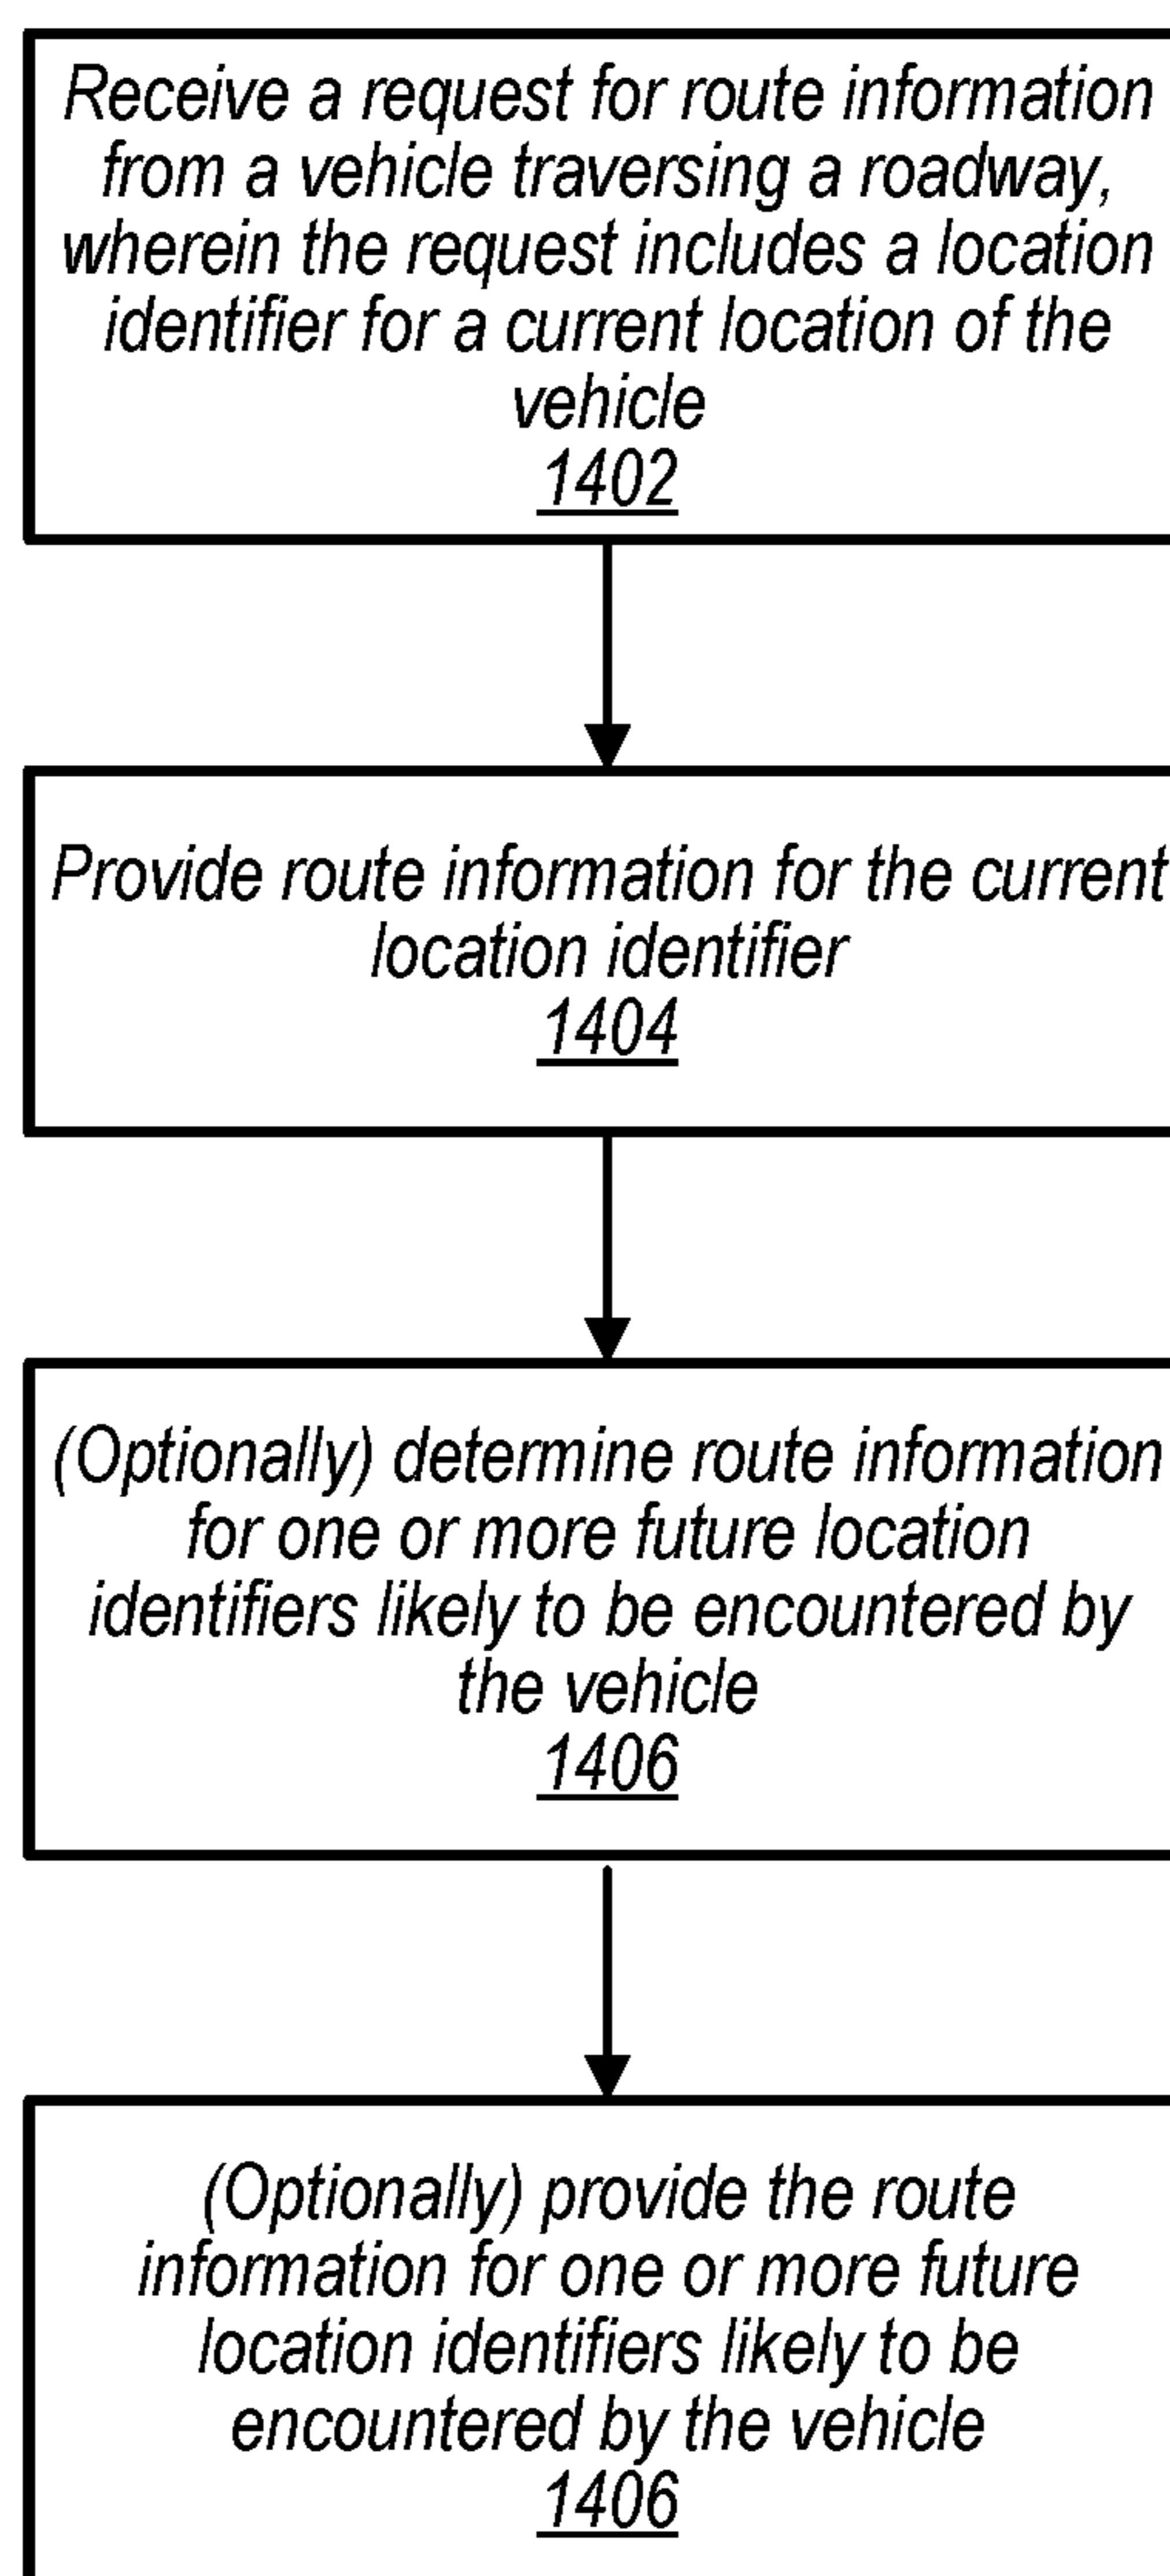 Receive a request for route information
from a vehicle traversing a roadway,
wherein the request includes a location
identifier for a current location of the
vehicle
1402
Provide route information for the current
location identifier
1404
(Optionally) determine route information
for one or more future location
identifiers likely to be encountered by
the vehicle
1406
(Optionally) provide the route
information for one or more future
location identifiers likely to be
encountered by the vehicle
1406